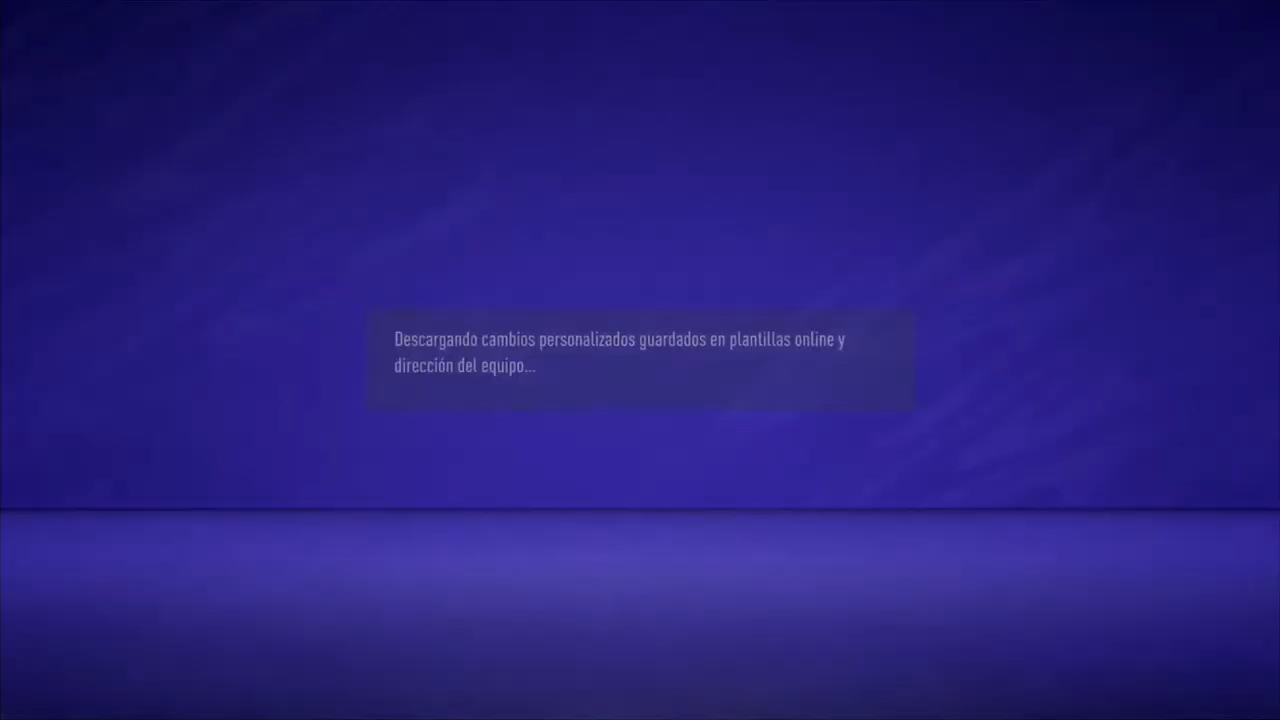 Descargando cambios personalizados guardados en plantillas online y
dirección del equipo...